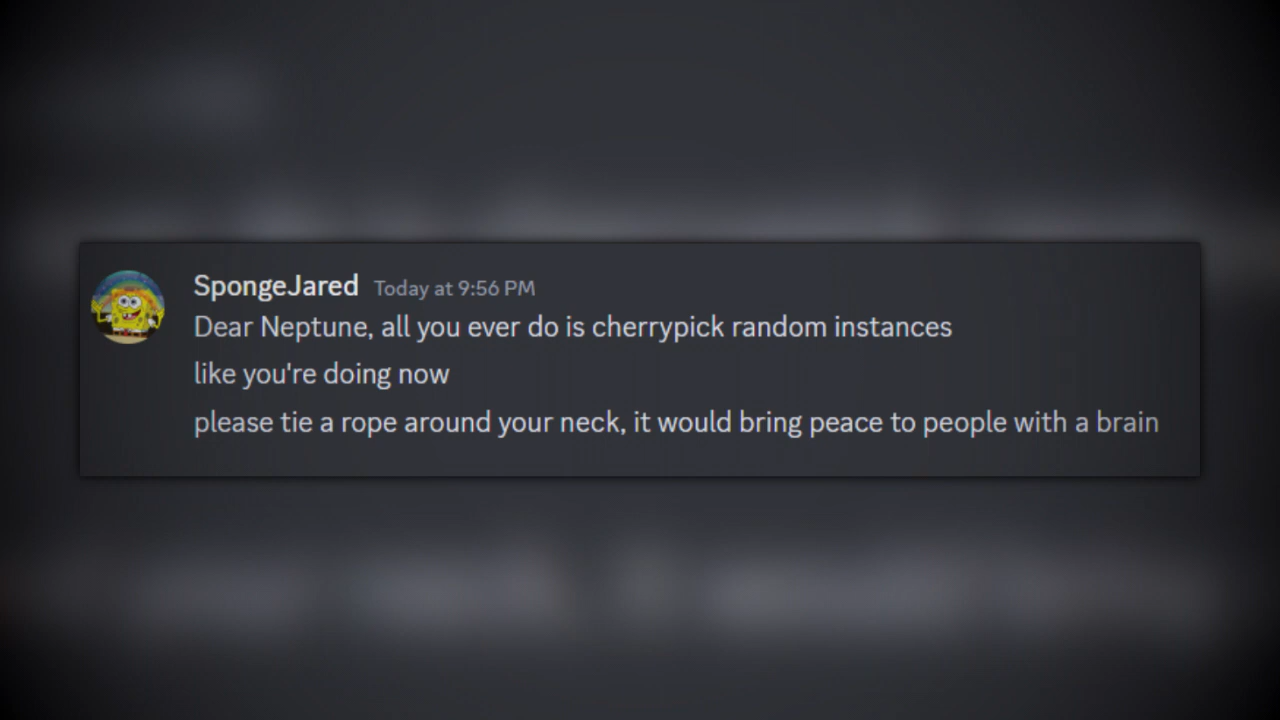 SpongeJared Today at 9:56 PM
Dear Neptune, all you ever do is cherrypick random instances
like you're doing now
please tie a rope around your neck, it would bring peace to people with a brain